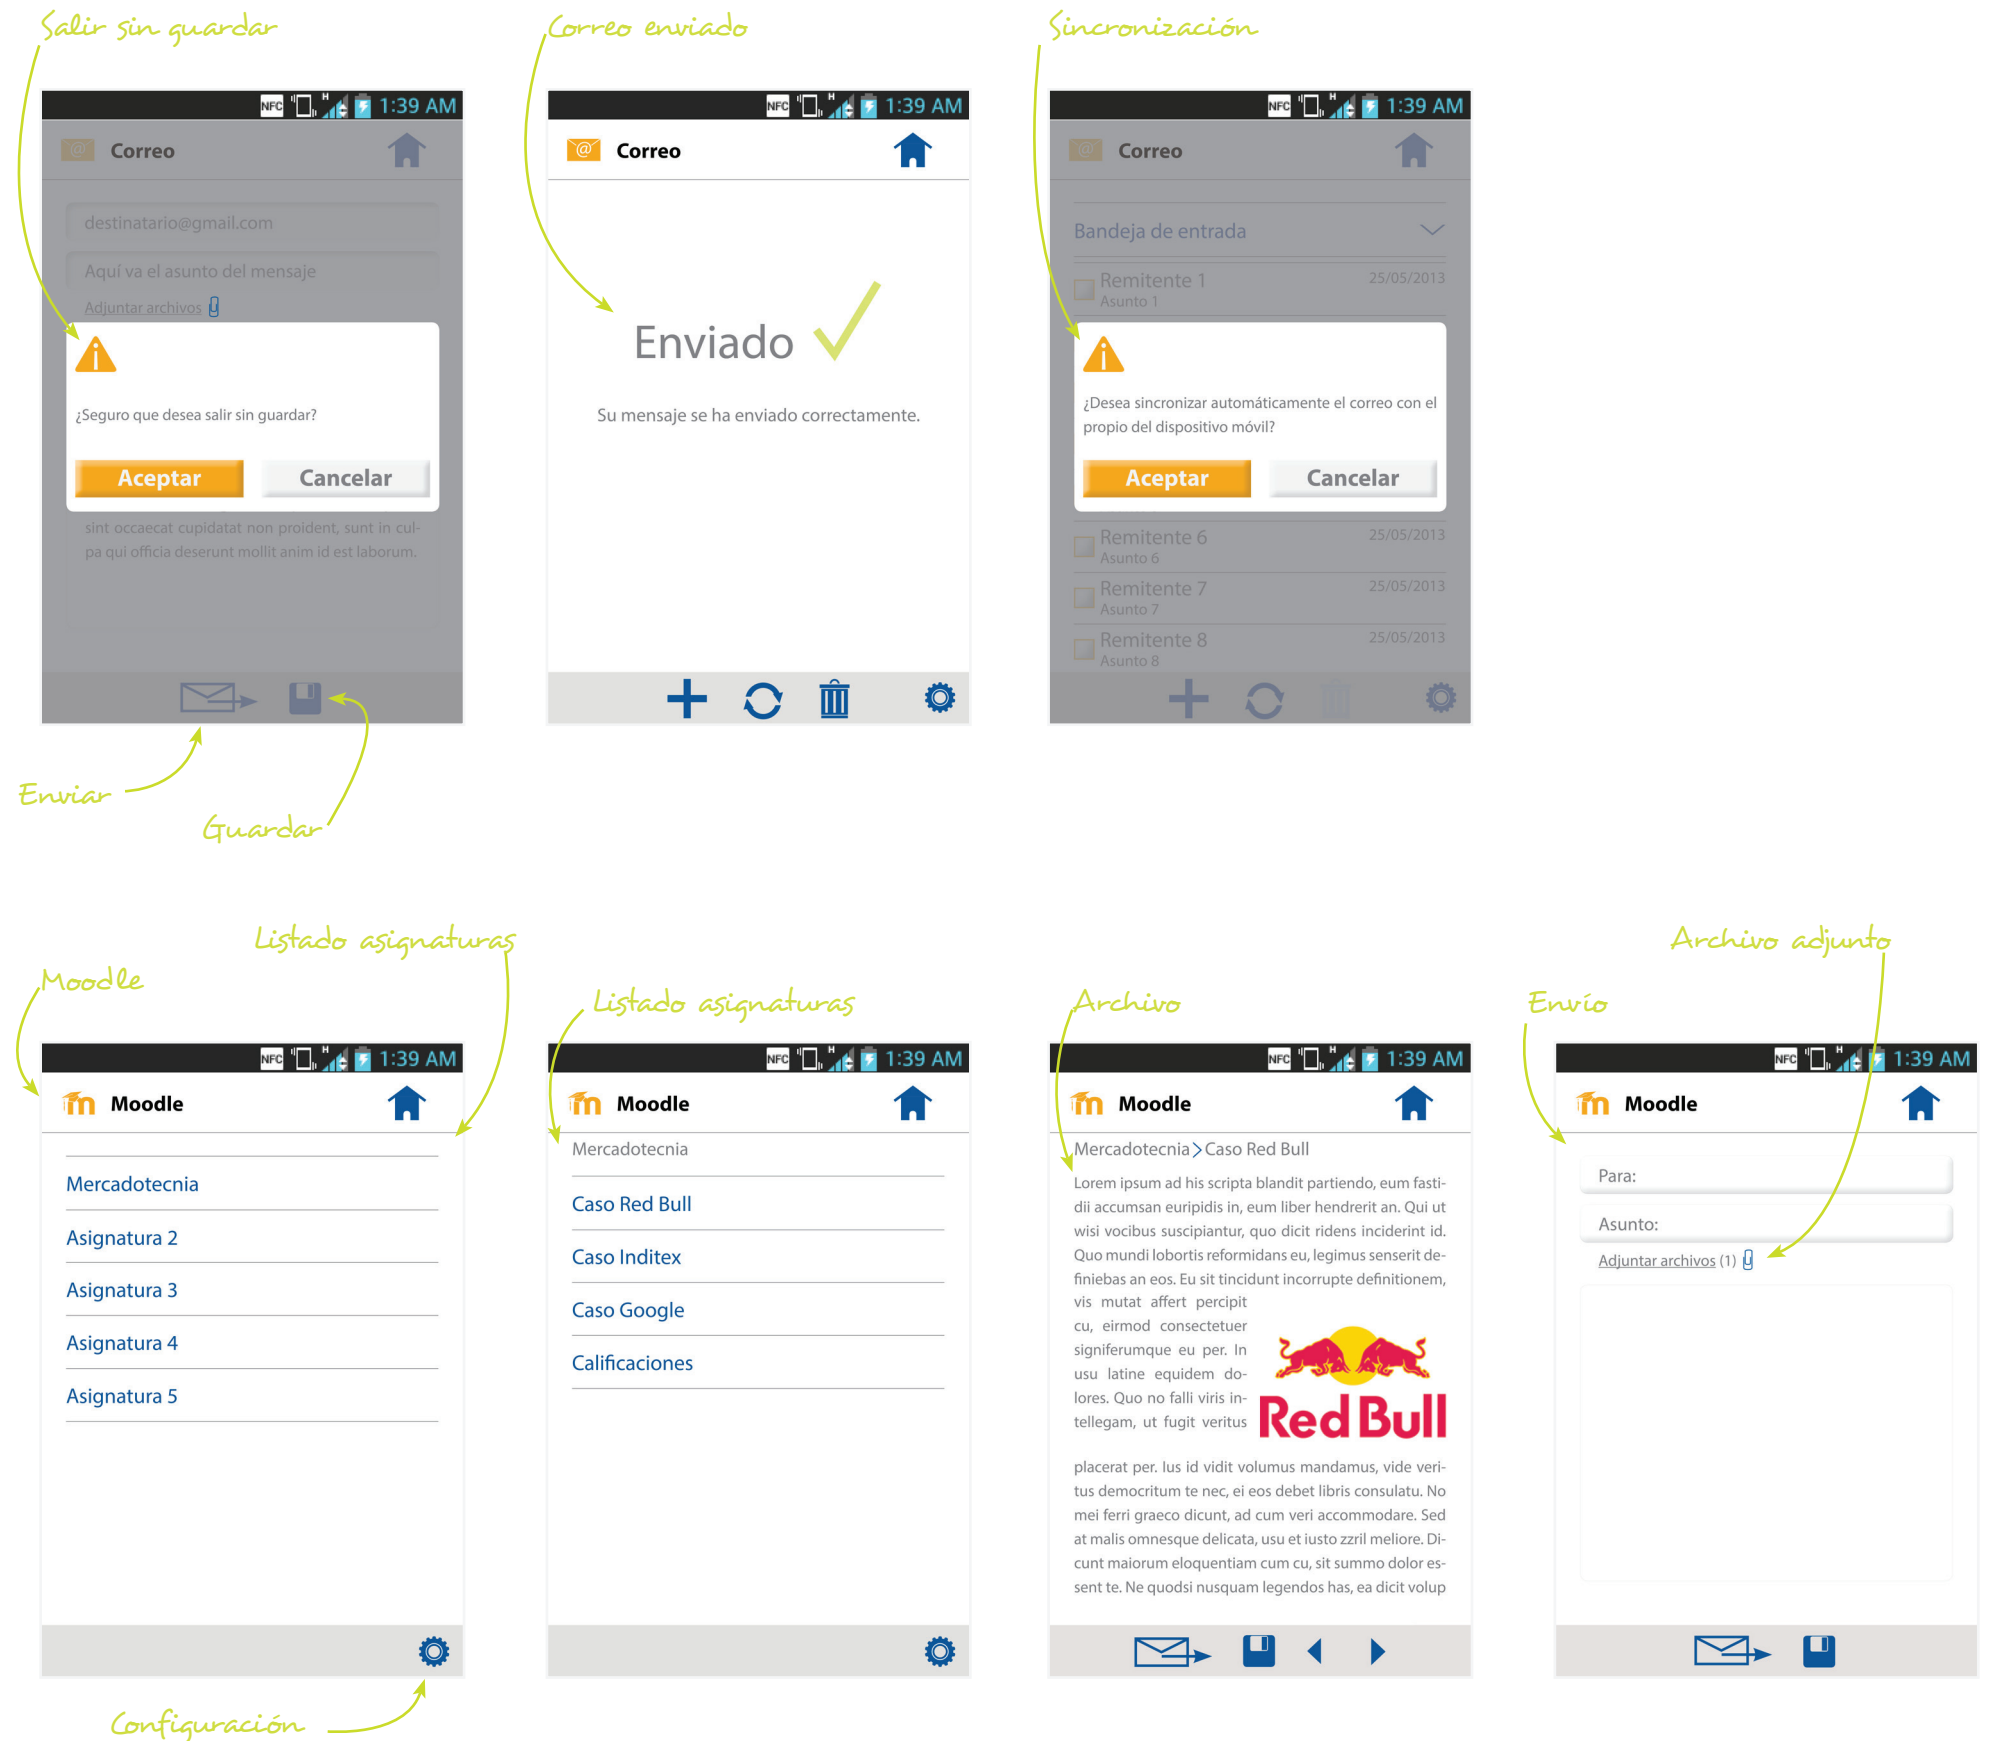 Salir sin guardar
Correo enviado
Sincronización
NFC H 1:39 AM
Correo
destinatario@gmail.com
Aquí va el asunto del mensaje
Adjuntar archivos
¿Seguro que desea salir sin guardar?
Aceptar Cancelar
sint occaecat cupidatat non proident, sunt in cul-
pa qui officia deserunt mollit anim id est laborum.
Enviar
Guardar
NFC H 1:39 AM
@ Correo
Enviado
Su mensaje se ha enviado correctamente.
NFC H 1:39 AM
Correo
Bandeja de entrada
Remitente 1 25/05/2013
Asunto 1
¿Desea sincronizar automáticamente el correo con el
propio del dispositivo móvil?
Aceptar Cancelar
Remitente 6 25/05/2013
Asunto 6
Remitente 7 25/05/2013
Asunto 7
Remitente 8 25/05/2013
Asunto 8
Moodle
Listado asignaturas
NFC H 1:39 AM
m Moodle
Mercadotecnia
Asignatura 2
Asignatura 3
Asignatura 4
Asignatura 5
Configuración
Listado asignaturas
NFC H 1:39 AM
m Moodle
Mercadotecnia
Caso Red Bull
Caso Inditex
Caso Google
Calificaciones
Archivo
NFC H 1:39 AM
m Moodle
Mercadotecnia > Caso Red Bull
Lorem ipsum ad his scripta blandit partiendo, eum fasti-
dii accumsan euripidis in, eum liber hendrerit an. Qui ut
wisi vocibus suscipiantur, quo dicit ridens inciderint id.
Quo mundi lobortis reformidans eu, legimus senserit de-
finiebas an eos. Eu sit tincidunt incorrupte definitionem,
vis mutat affert percipit
cu, eirmod consectetuer
signiferumque eu per. In
usu latine equidem do-
lores. Quo no falli viris in-
tellegam, ut fugit veritus
Red Bull
placerat per. Ius id vidit volumus mandamus, vide veri-
tus democritum te nec, ei eos debet libris consulatu. No
mei ferri graeco dicunt, ad cum veri accommodare. Sed
at malis omnesque delicata, usu et iusto zzril meliore. Di-
cunt maiorum eloquentiam cum cu, sit summo dolor es-
sent te. Ne quodsi nusquam legendos has, ea dicit volup
Archivo adjunto
Envío
NFC H 1:39 AM
m Moodle
Para:
Asunto:
Adjuntar archivos (1)